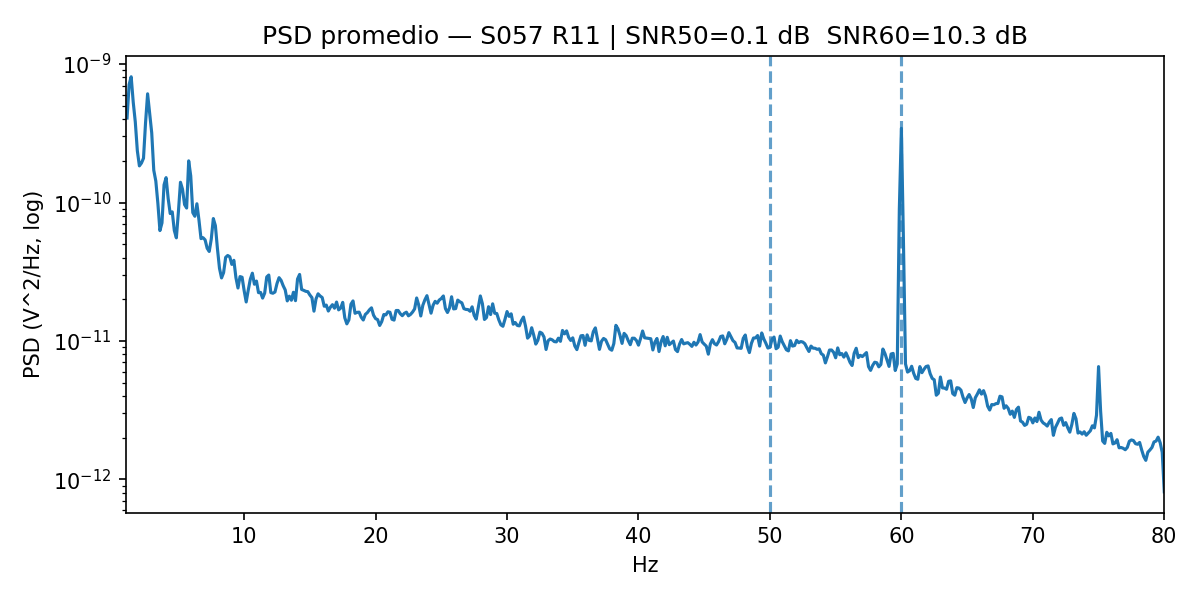 PSD promedio — S057 R11 | SNR50=0.1 dB  SNR60=10.3 dB
PSD (V^2/Hz, log)
10⁻⁹
10⁻¹⁰
10⁻¹¹
10⁻¹²
10 20 30 40 50 60 70 80
Hz